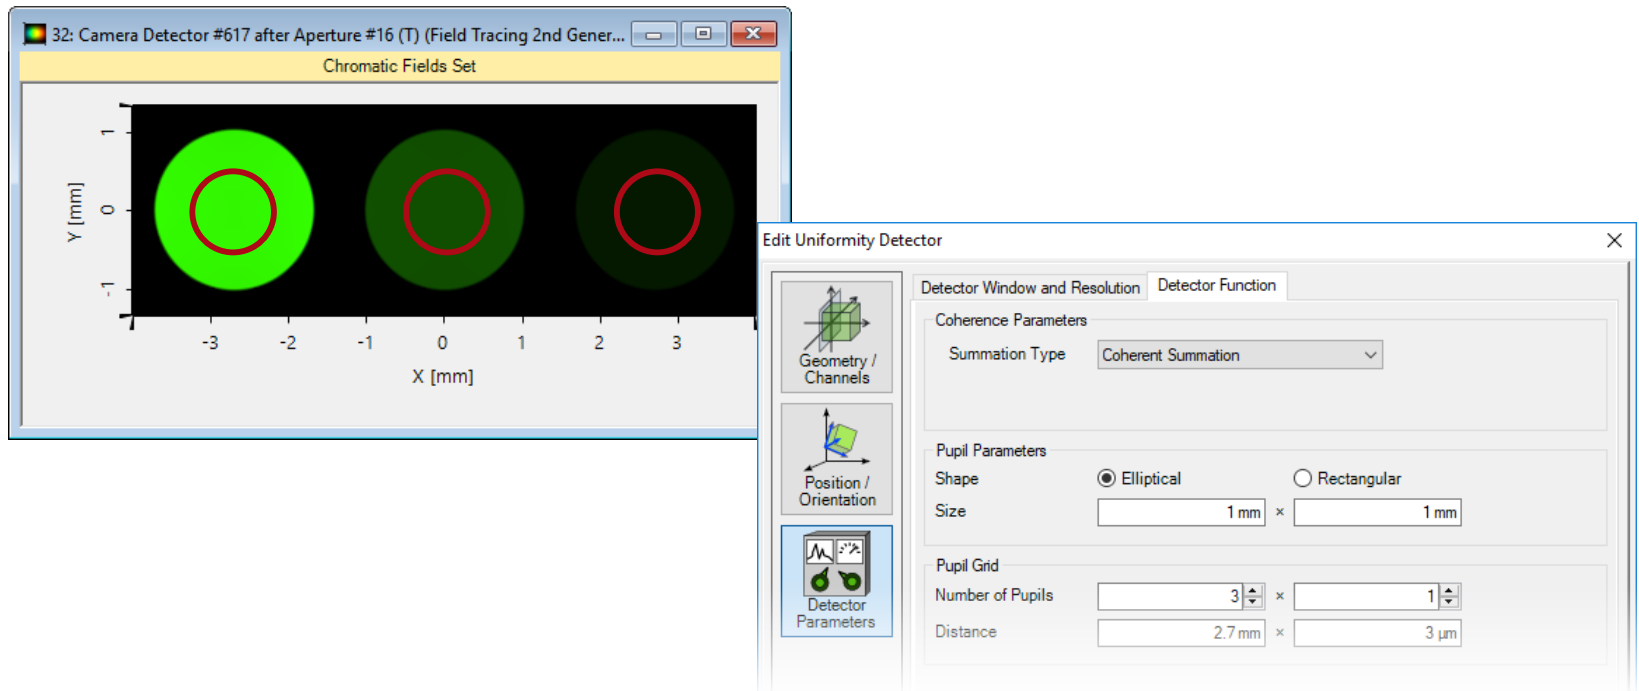 32: Camera Detector #617 after Aperture #16 (T) (Field Tracing 2nd Gener...
Chromatic Fields Set
1
0
-1
Y [mm]
-3 -2 -1 0 1 2 3
X [mm]
Edit Uniformity Detector
Geometry /
Channels
Position /
Orientation
Detector
Parameters
Detector Window and Resolution Detector Function
Coherence Parameters
Summation Type Coherent Summation
Pupil Parameters
Shape Elliptical Rectangular
Size 1 mm × 1 mm
Pupil Grid
Number of Pupils 3 × 1
Distance 2.7 mm × 3 µm